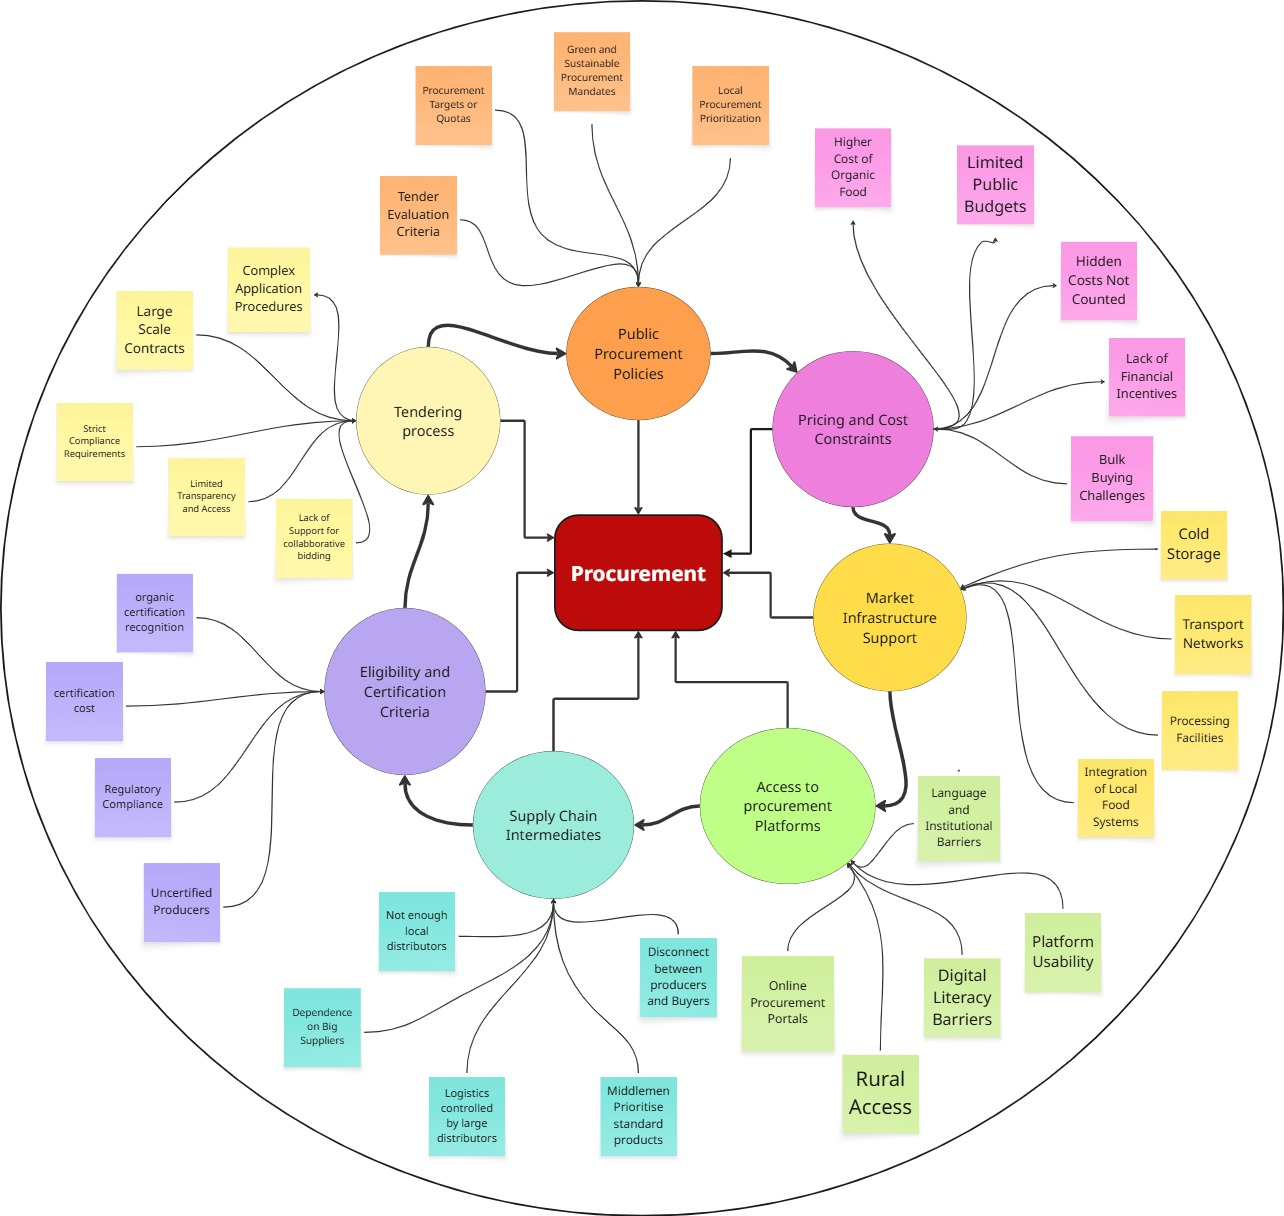 Green and
Sustainable
Procurement
Mandates
Procurement
Targets or
Quotas
Local
Procurement
Prioritization
Tender
Evaluation
Criteria
Public
Procurement
Policies
Higher
Cost of
Organic
Food
Limited
Public
Budgets
Hidden
Costs Not
Counted
Lack of
Financial
Incentives
Bulk
Buying
Challenges
Pricing and Cost
Constraints
Complex
Application
Procedures
Large
Scale
Contracts
Strict
Compliance
Requirements
Limited
Transparency
and Access
Lack of
Support for
collabborative
bidding
Tendering
process
Procurement
Cold
Storage
Transport
Networks
Processing
Facilities
Integration
of Local
Food
Systems
Market
Infrastructure
Support
organic
certification
recognition
certification
cost
Regulatory
Compliance
Uncertified
Producers
Eligibility and
Certification
Criteria
Supply Chain
Intermediates
Not enough
local
distributors
Dependence
on Big
Suppliers
Logistics
controlled
by large
distributors
Middlemen
Prioritise
standard
products
Disconnect
between
producers
and Buyers
Access to
procurement
Platforms
Language
and
Institutional
Barriers
Platform
Usability
Digital
Literacy
Barriers
Online
Procurement
Portals
Rural
Access